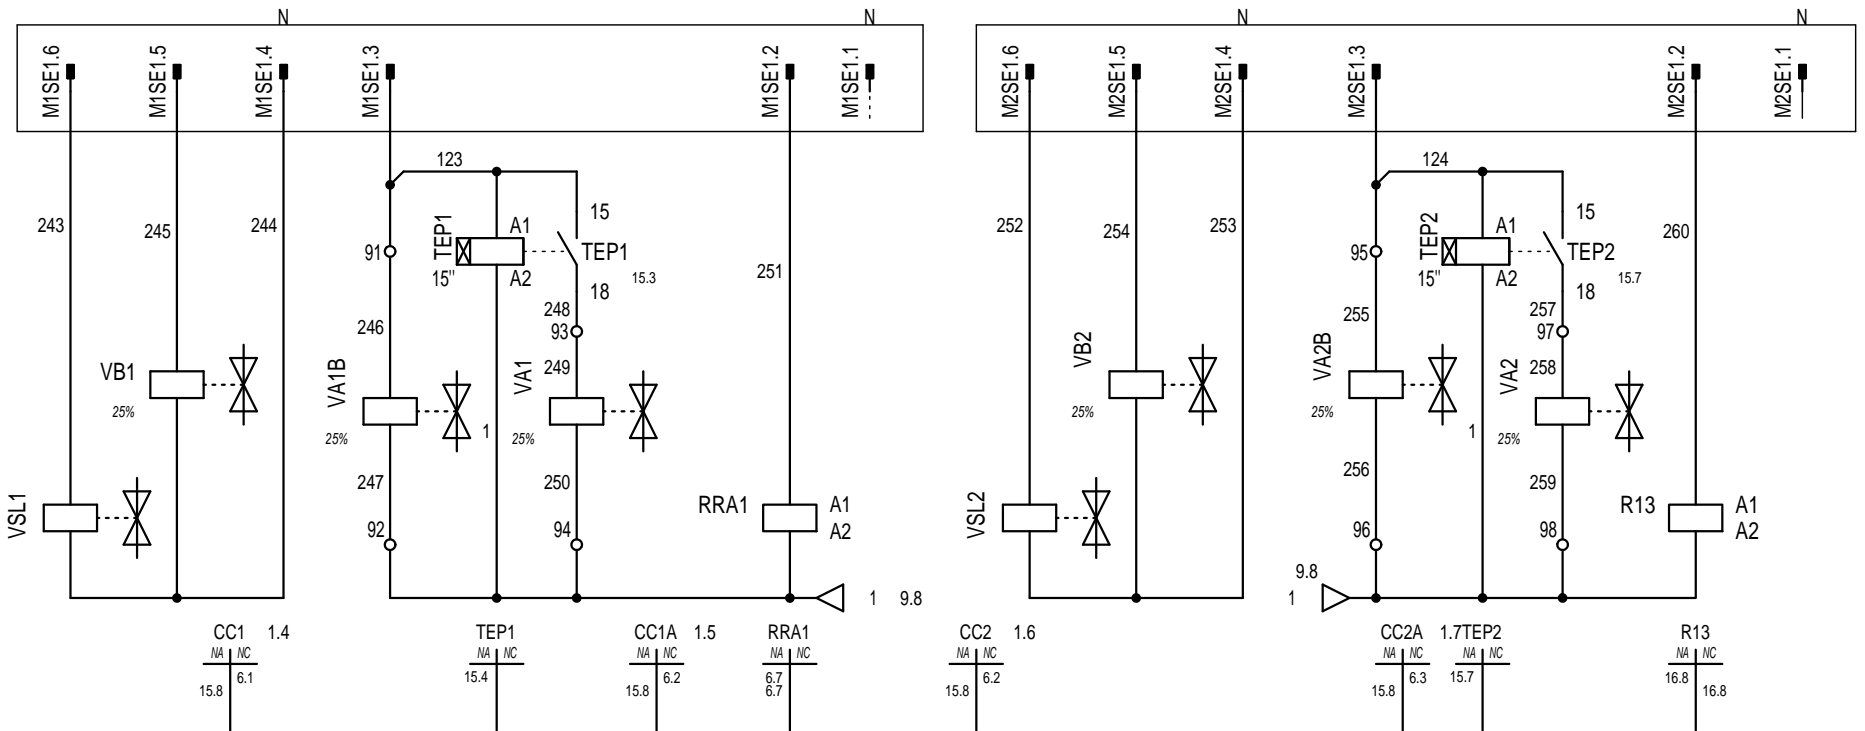 N
N
N
N
M1SE1.6
M1SE1.5
M1SE1.4
M1SE1.3
M1SE1.2
M1SE1.1
M2SE1.6
M2SE1.5
M2SE1.4
M2SE1.3
M2SE1.2
M2SE1.1
123
124
243
245
244
TEP1
A1
A2
15"
15
TEP1
15.3
18
91
248
93
246
249
251
252
254
253
TEP2
A1
A2
15"
15
TEP2
15.7
18
95
257
97
255
258
260
VB1
25%
VA1B
25%
1
VA1
25%
VB2
25%
VA2B
25%
1
VA2
25%
247
250
256
259
VSL1
92
94
RRA1
A1
A2
VSL2
96
98
R13
A1
A2
1 9.8
9.8
1
CC1 1.4
NA NC
15.8 6.1
TEP1
NA NC
15.4
CC1A 1.5
NA NC
15.8 6.2
RRA1
NA NC
6.7
6.7
CC2 1.6
NA NC
15.8 6.2
CC2A 1.7
NA NC
15.8 6.3
TEP2
NA NC
15.7
R13
NA NC
16.8 16.8